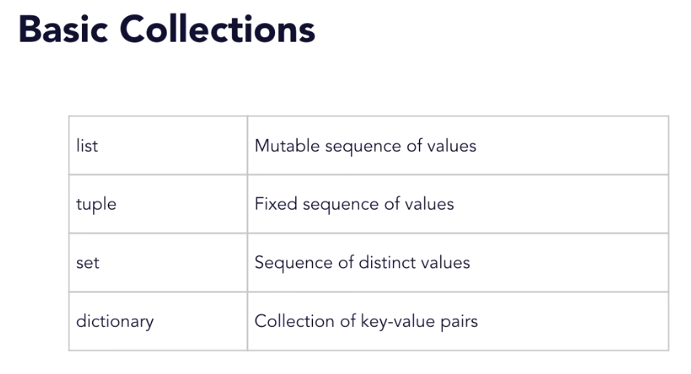 Basic Collections
list Mutable sequence of values
tuple Fixed sequence of values
set Sequence of distinct values
dictionary Collection of key-value pairs